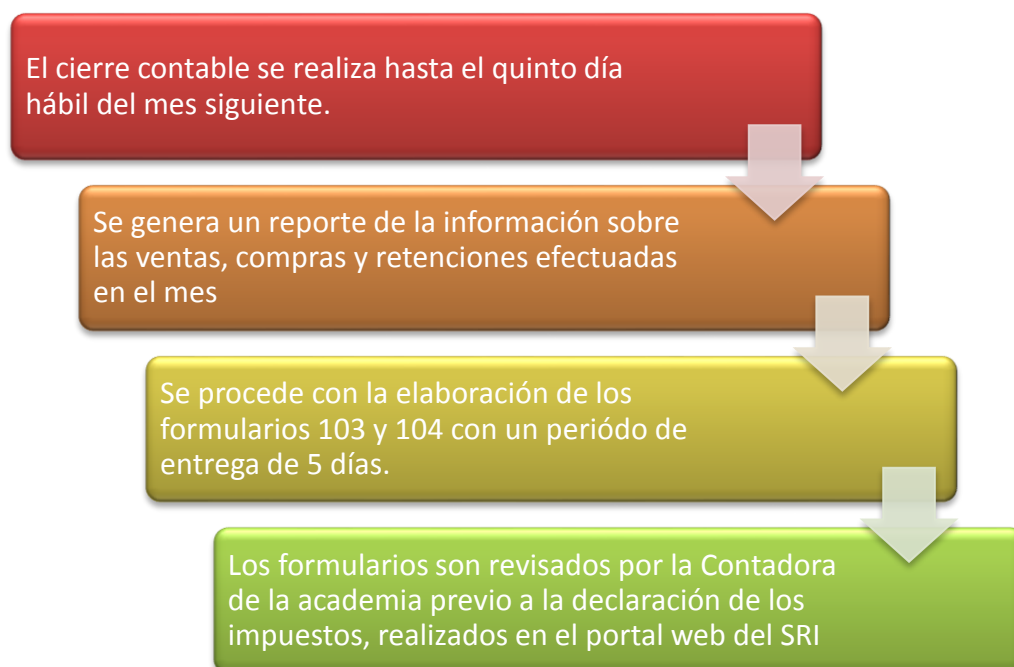 El cierre contable se realiza hasta el quinto día
hábil del mes siguiente.
Se genera un reporte de la información sobre
las ventas, compras y retenciones efectuadas
en el mes
Se procede con la elaboración de los
formularios 103 y 104 con un periódo de
entrega de 5 días.
Los formularios son revisados por la Contadora
de la academia previo a la declaración de los
impuestos, realizados en el portal web del SRI